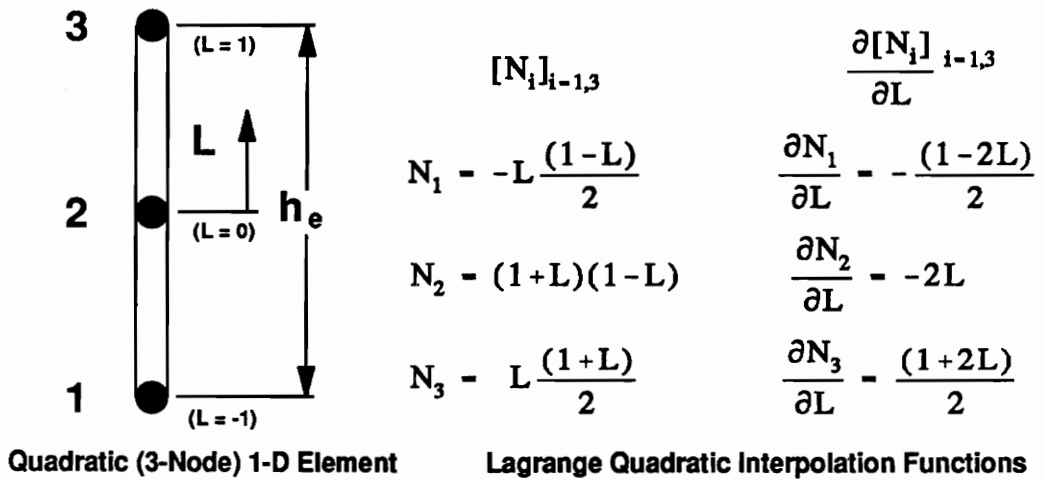 3
(L = 1)
L
2
(L = 0)
h_e
1
(L = -1)
Quadratic (3-Node) 1-D Element
[N_i]_{i-1,3}
∂[N_i]/∂L _{i-1,3}
N_1 - -L (1-L)/2
∂N_1/∂L - - (1-2L)/2
N_2 - (1+L)(1-L)
∂N_2/∂L - -2L
N_3 - L (1+L)/2
∂N_3/∂L - (1+2L)/2
Lagrange Quadratic Interpolation Functions